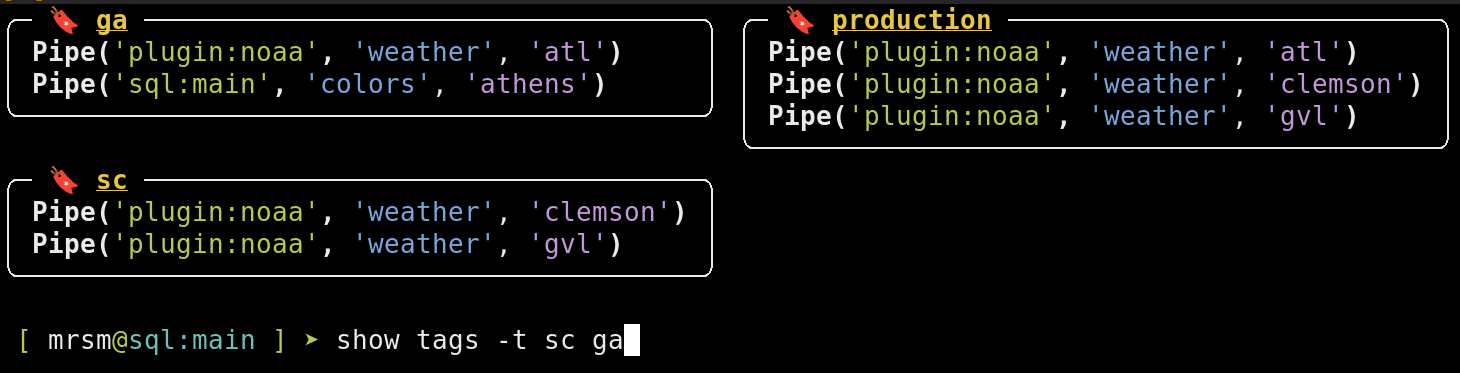 ga
Pipe('plugin:noaa', 'weather', 'atl')
Pipe('sql:main', 'colors', 'athens')
production
Pipe('plugin:noaa', 'weather', 'atl')
Pipe('plugin:noaa', 'weather', 'clemson')
Pipe('plugin:noaa', 'weather', 'gvl')
sc
Pipe('plugin:noaa', 'weather', 'clemson')
Pipe('plugin:noaa', 'weather', 'gvl')
[ mrsm@sql:main ] ➤ show tags -t sc ga